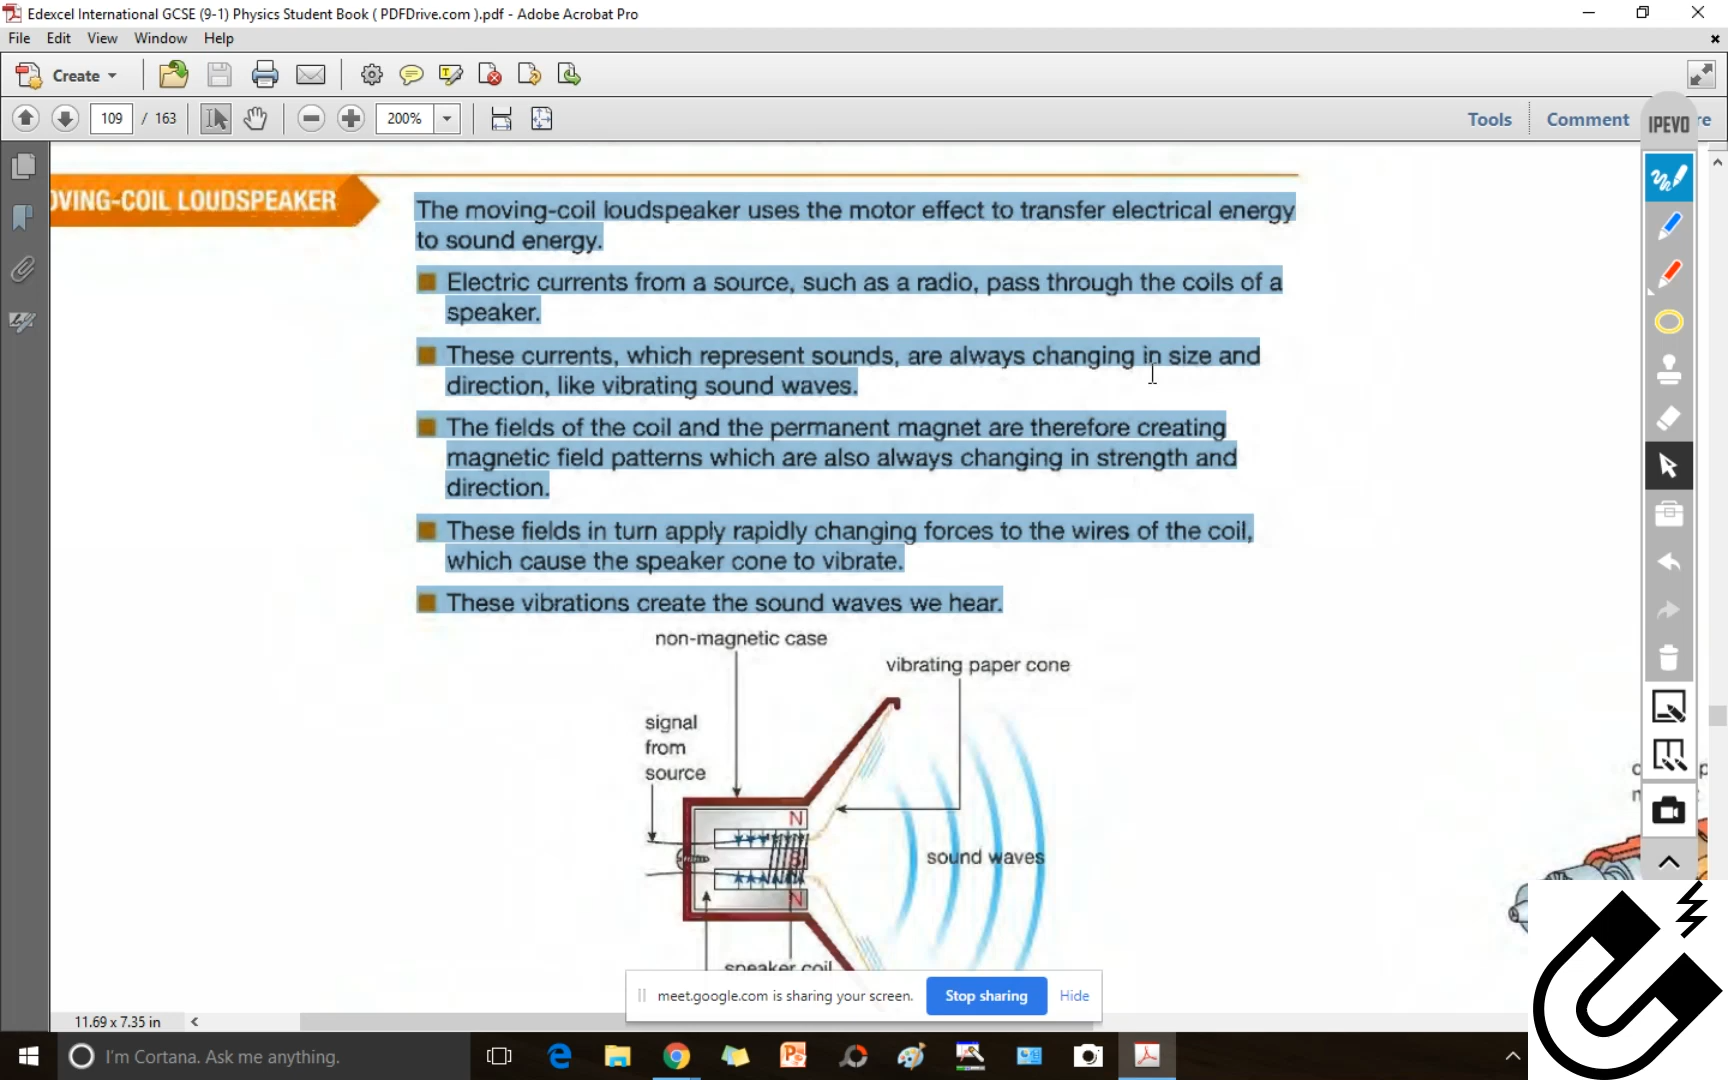 Edexcel International GCSE (9-1) Physics Student Book ( PDFDrive.com ).pdf - Adobe Acrobat Pro
File Edit View Window Help
Create
109 / 163 200% Tools Comment
IPEVO
OVING-COIL LOUDSPEAKER
The moving-coil loudspeaker uses the motor effect to transfer electrical energy
to sound energy.
Electric currents from a source, such as a radio, pass through the coils of a
speaker.
These currents, which represent sounds, are always changing in size and
direction, like vibrating sound waves.
The fields of the coil and the permanent magnet are therefore creating
magnetic field patterns which are also always changing in strength and
direction.
These fields in turn apply rapidly changing forces to the wires of the coil,
which cause the speaker cone to vibrate.
These vibrations create the sound waves we hear.
non-magnetic case
vibrating paper cone
signal
from
source
N
S
sound waves
N
speaker coil
meet.google.com is sharing your screen. Stop sharing Hide
11.69 x 7.35 in
I'm Cortana. Ask me anything.